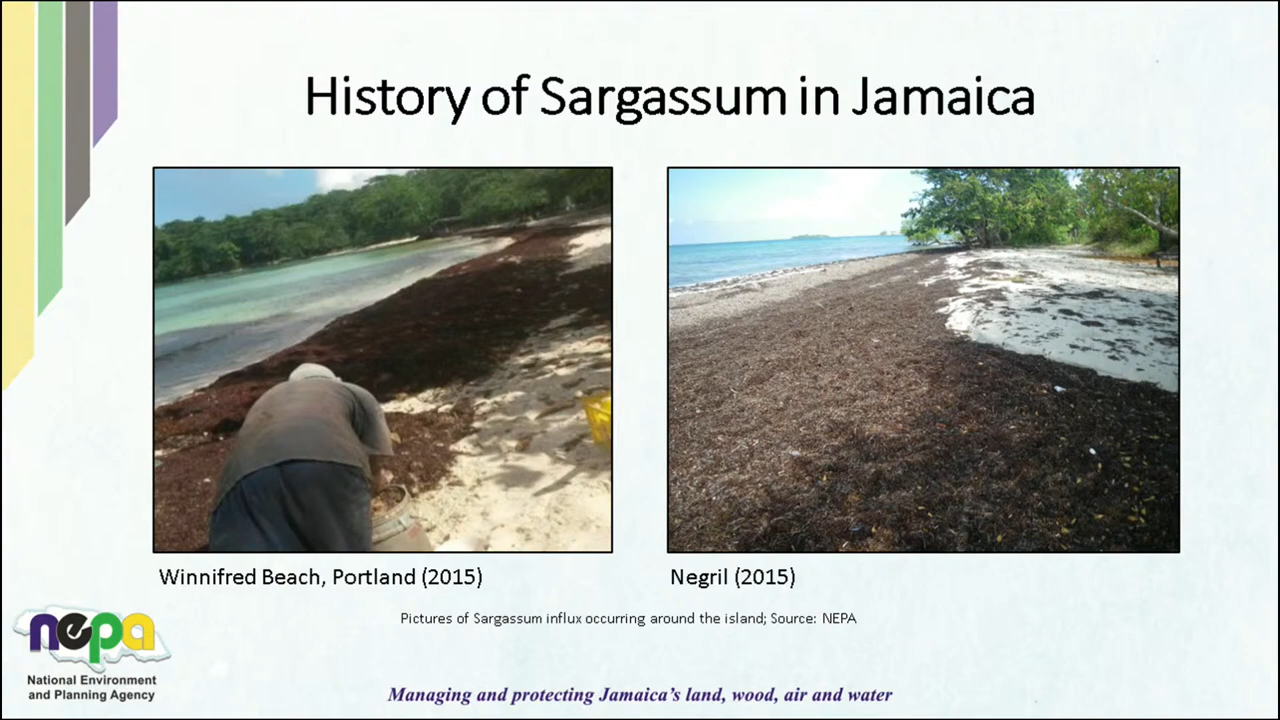 History of Sargassum in Jamaica
Winnifred Beach, Portland (2015)
Negril (2015)
Pictures of Sargassum influx occurring around the island; Source: NEPA
nepa
National Environment
and Planning Agency
Managing and protecting Jamaica's land, wood, air and water